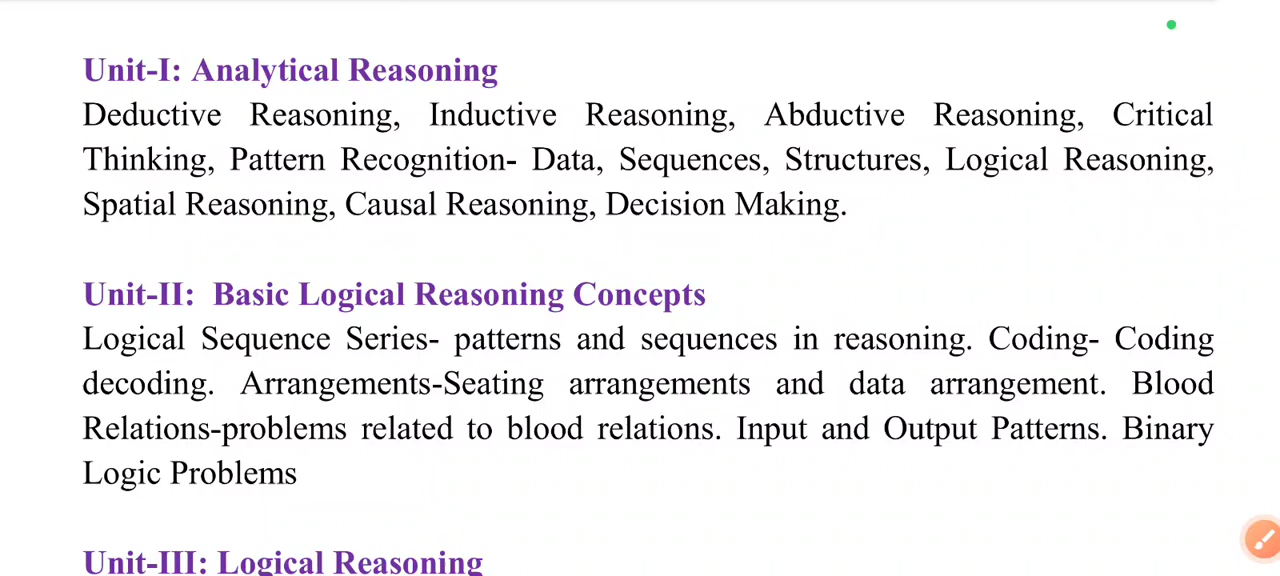 Unit-I: Analytical Reasoning
Deductive Reasoning, Inductive Reasoning, Abductive Reasoning, Critical
Thinking, Pattern Recognition- Data, Sequences, Structures, Logical Reasoning,
Spatial Reasoning, Causal Reasoning, Decision Making.
Unit-II: Basic Logical Reasoning Concepts
Logical Sequence Series- patterns and sequences in reasoning. Coding- Coding
decoding. Arrangements-Seating arrangements and data arrangement. Blood
Relations-problems related to blood relations. Input and Output Patterns. Binary
Logic Problems
Unit-III: Logical Reasoning